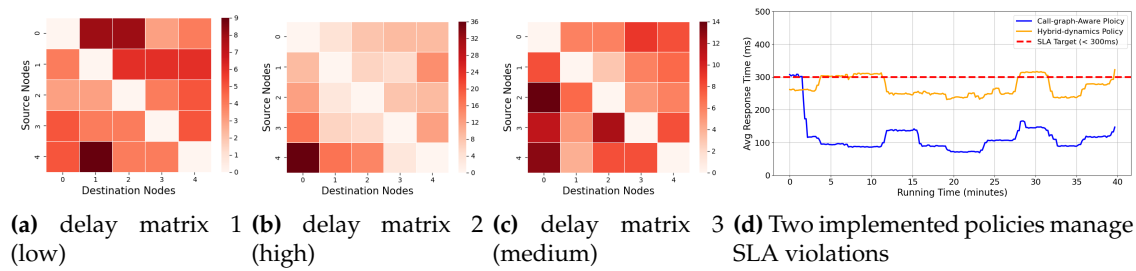 9
8
7
6
5
4
3
2
1
0
Source Nodes
0
1
2
3
4
0 1 2 3 4
Destination Nodes
36
32
28
24
20
16
12
8
4
0
Source Nodes
0
1
2
3
4
0 1 2 3 4
Destination Nodes
14
12
10
8
6
4
2
0
Source Nodes
0
1
2
3
4
0 1 2 3 4
Destination Nodes
500
400
300
200
100
0
Avg Response Time (ms)
Call-graph-Aware Ploicy
Hybrid-dynamics Policy
SLA Target (< 300ms)
0 5 10 15 20 25 30 35 40
Running Time (minutes)
(a) delay matrix 1
(low)
(b) delay matrix 2
(high)
(c) delay matrix 3
(medium)
(d) Two implemented policies manage
SLA violations